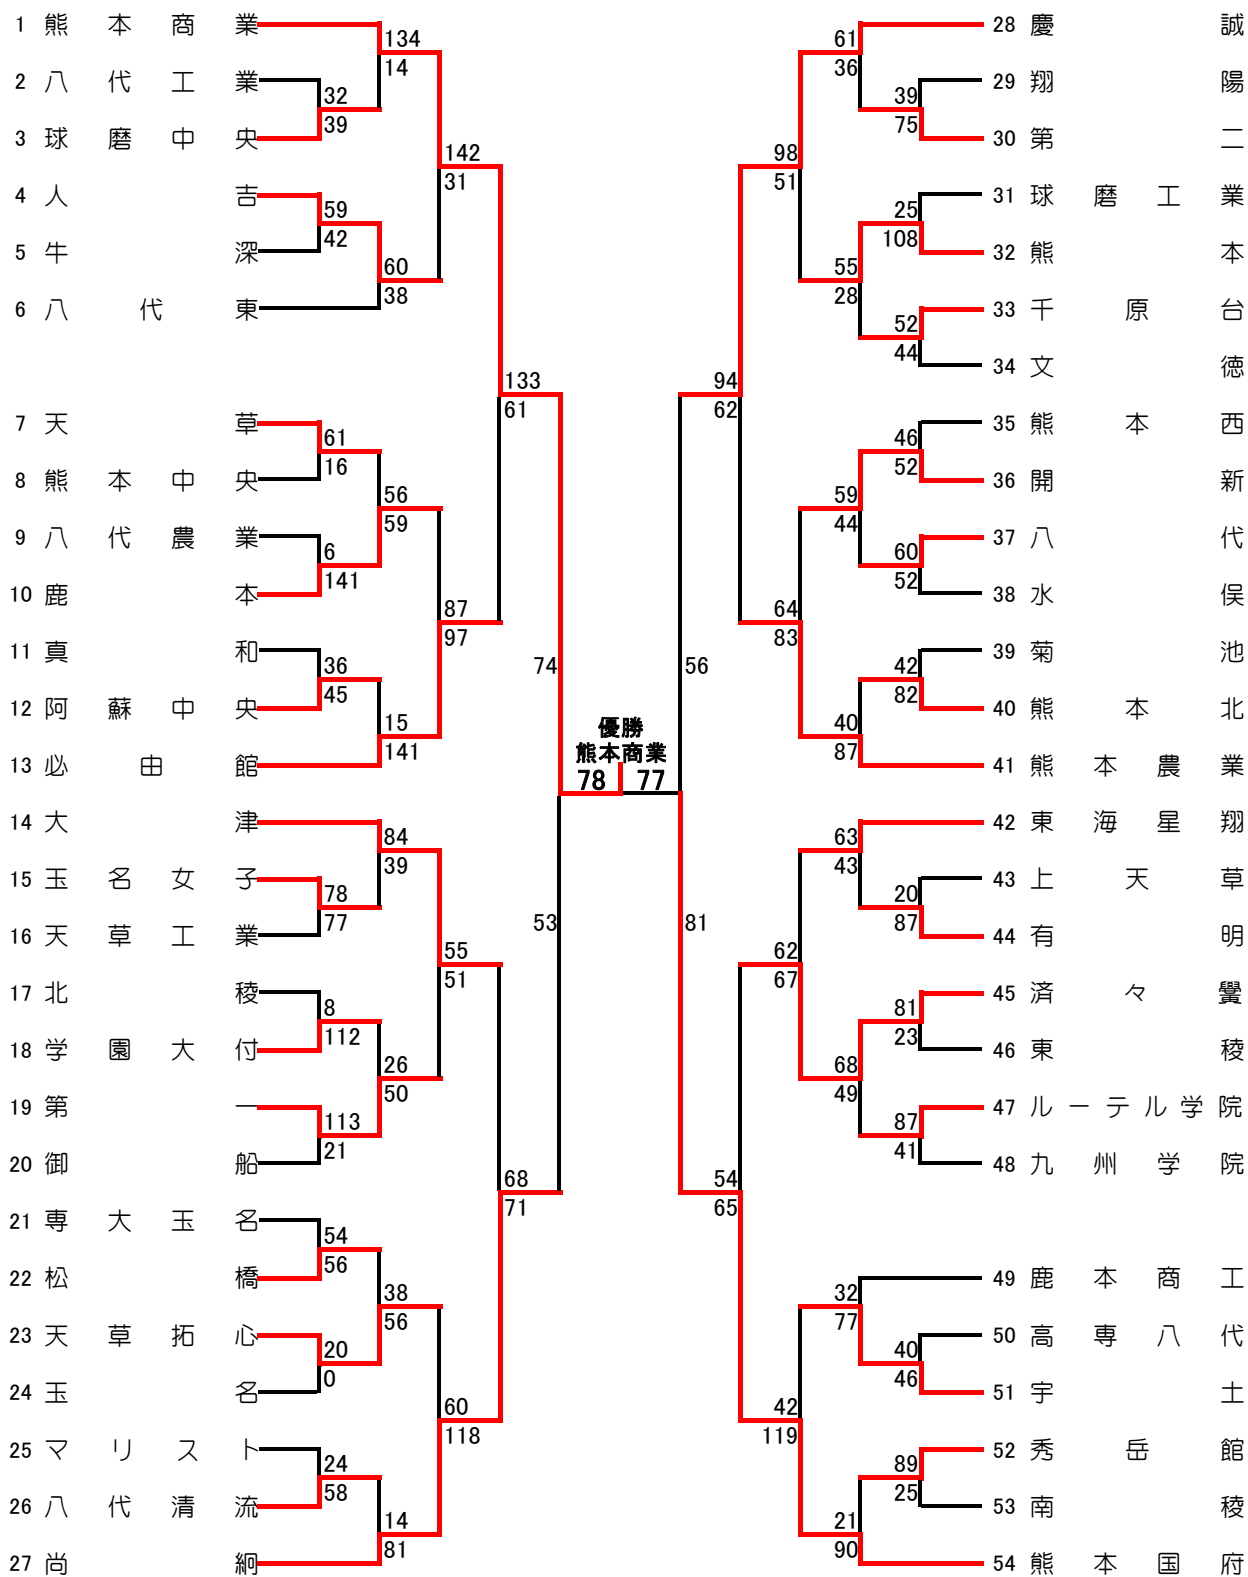 1 熊本商業
2 八代工業
3 球磨中央
4 人吉
5 牛深
6 八代東
7 天草
8 熊本中央
9 八代農業
10 鹿本
11 真和
12 阿蘇中央
13 必由館
14 大津
15 玉名女子
16 天草工業
17 北稜
18 学園大付
19 第一
20 御船
21 専大玉名
22 松橋
23 天草拓心
24 玉名
25 マリスト
26 八代清流
27 尚絅
134
14
32
39
142
31
59
42
60
38
133
61
61
16
56
59
6
141
87
97
36
45
15
141
74
84
39
78
77
53
55
51
8
112
26
50
113
21
68
71
54
56
38
56
20
0
60
118
24
58
14
81
優勝
熊本商業
78 77
56
81
61
36
39
75
98
51
25
108
55
28
52
44
94
62
46
52
59
44
60
52
64
83
42
82
40
87
63
43
20
87
62
67
81
23
68
49
87
41
54
65
32
77
40
46
42
119
89
25
21
90
28 慶誠
29 翔陽
30 第二
31 球磨工業
32 熊本
33 千原台
34 文徳
35 熊本西
36 開新
37 八代
38 水俣
39 菊池
40 熊本北
41 熊本農業
42 東海星翔
43 上天草
44 有明
45 済々黌
46 東稜
47 ルーテル学院
48 九州学院
49 鹿本商工
50 高専八代
51 宇土
52 秀岳館
53 南稜
54 熊本国府